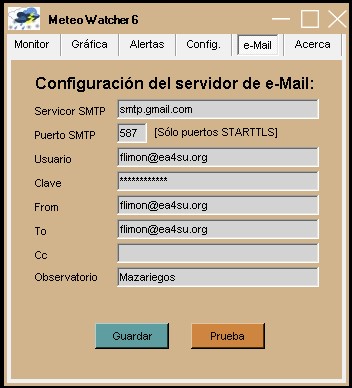 Meteo Watcher 6
Monitor Gráfica Alertas Config. e-Mail Acerca
Configuración del servidor de e-Mail:
Servicor SMTP smtp.gmail.com
Puerto SMTP 587 [Sólo puertos STARTTLS]
Usuario flimon@ea4su.org
Clave ************
From flimon@ea4su.org
To flimon@ea4su.org
Cc
Observatorio Mazariegos
Guardar Prueba